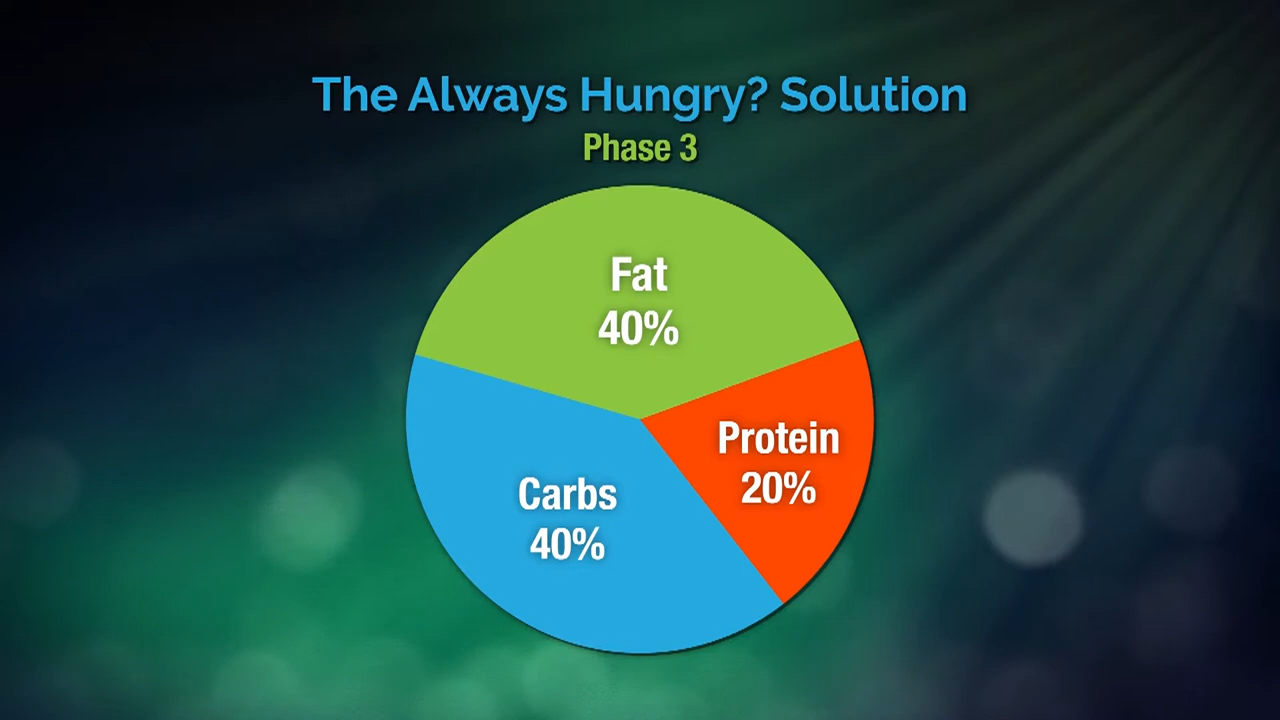 The Always Hungry? Solution
Phase 3
Fat
40%
Protein
20%
Carbs
40%